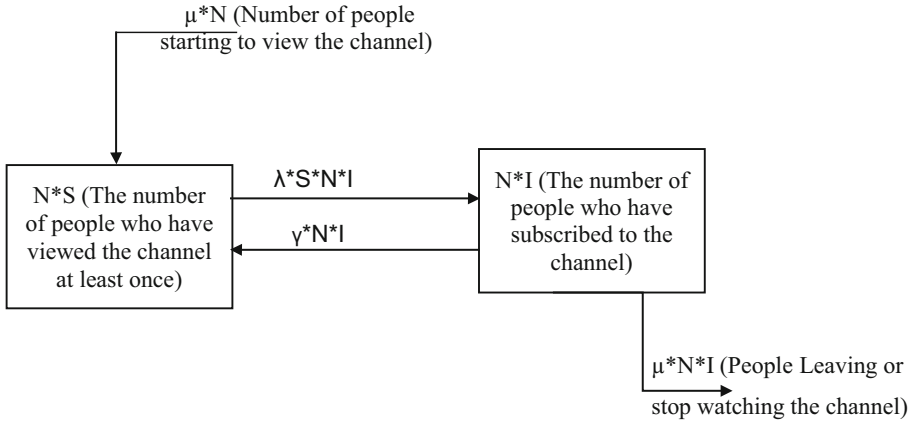 µ*N (Number of people
starting to view the channel)
N*S (The number
of people who have
viewed the channel
at least once)
λ*S*N*I
γ*N*I
N*I (The number of
people who have
subscribed to the
channel)
µ*N*I (People Leaving or
stop watching the channel)